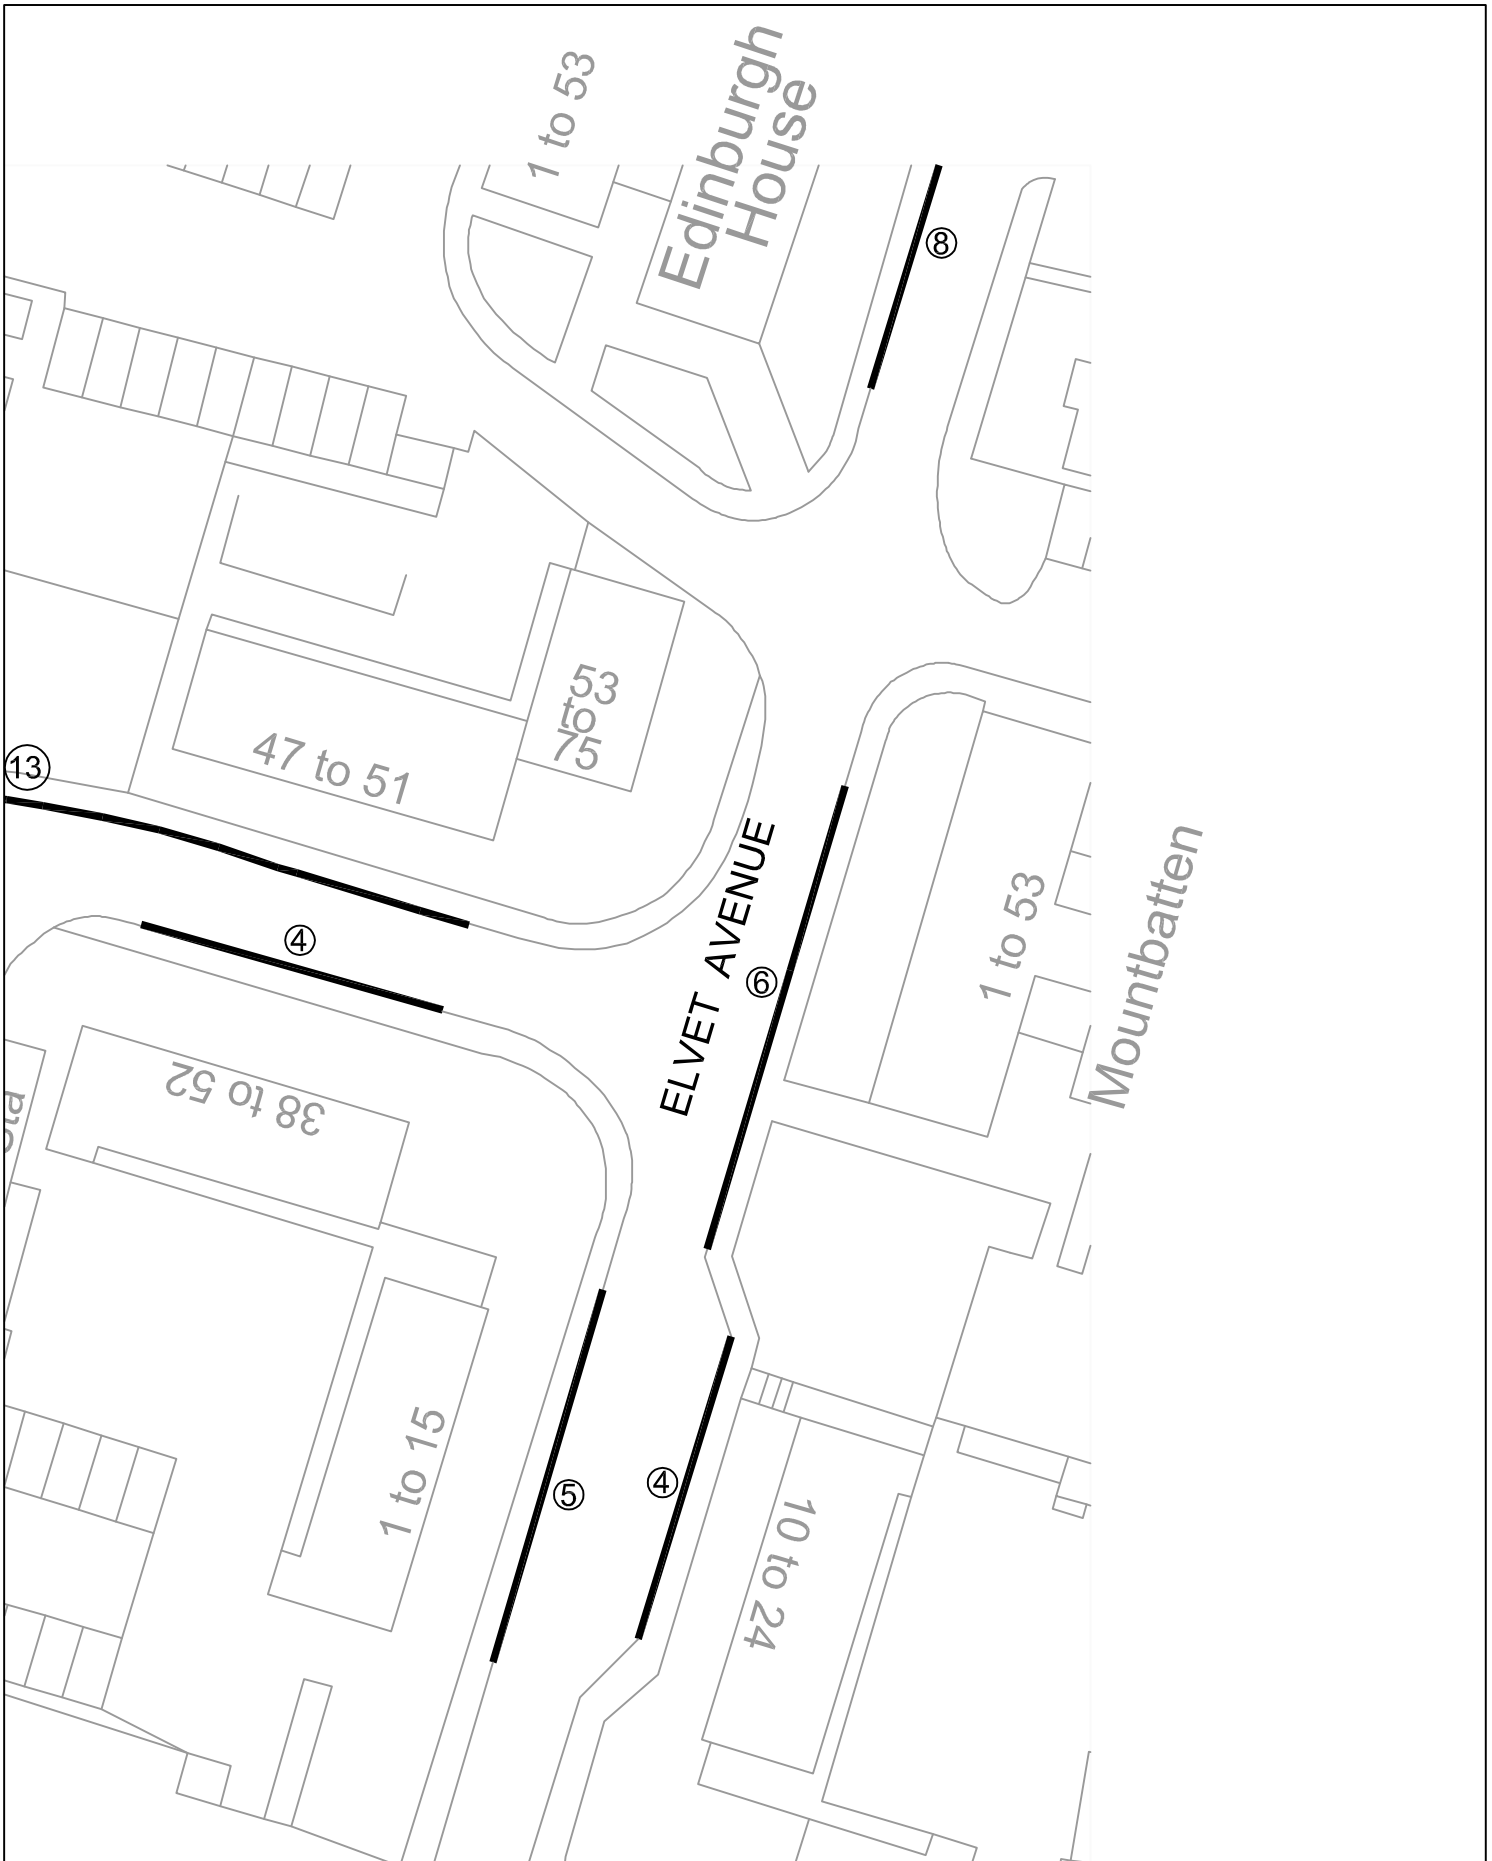 1 to 53
Edinburgh
House
8
53
to
75
47 to 51
13
ELVET AVENUE
4
6
1 to 53
Mountbatten
38 to 52
1 to 15
5
4
10 to 24